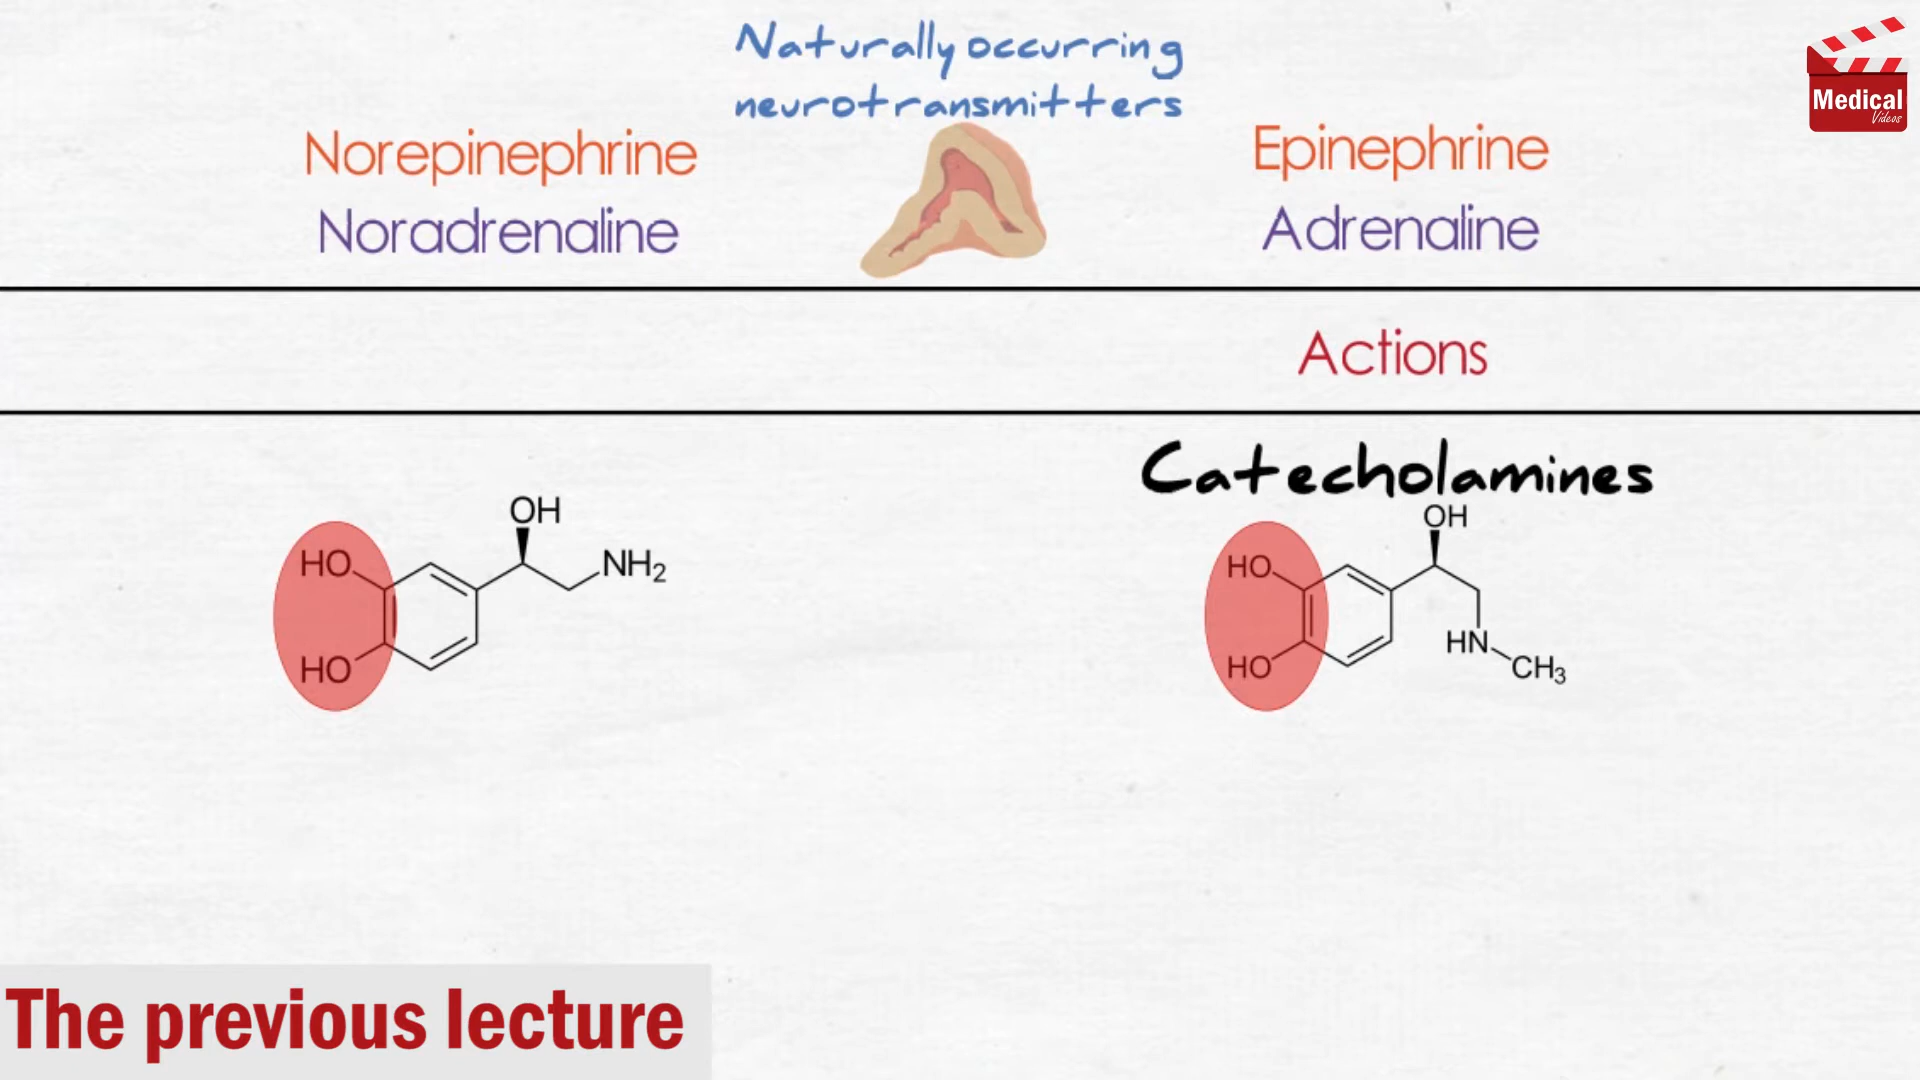 Naturally occurring
neurotransmitters
Medical
Videos
Norepinephrine
Epinephrine
Noradrenaline
Adrenaline
Actions
Catecholamines
OH
HO
NH2
HO
OH
HO
HN
HO
CH3
The previous lecture